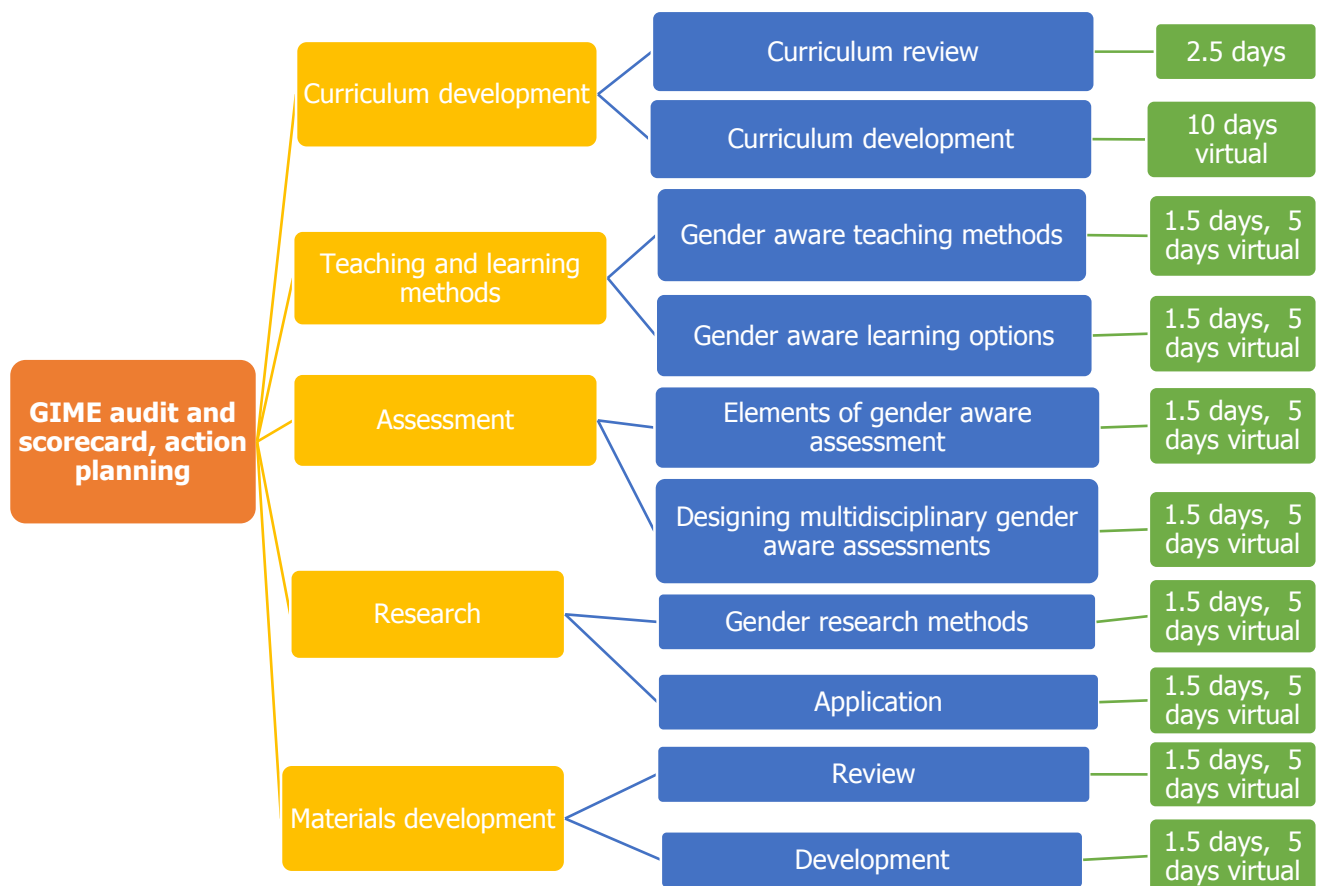 GIME audit and
scorecard, action
planning
Curriculum development
Curriculum review
2.5 days
Curriculum development
10 days
virtual
Teaching and learning
methods
Gender aware teaching methods
1.5 days, 5
days virtual
Gender aware learning options
1.5 days, 5
days virtual
Assessment
Elements of gender aware
assessment
1.5 days, 5
days virtual
Designing multidisciplinary gender
aware assessments
1.5 days, 5
days virtual
Research
Gender research methods
1.5 days, 5
days virtual
Application
1.5 days, 5
days virtual
Materials development
Review
1.5 days, 5
days virtual
Development
1.5 days, 5
days virtual